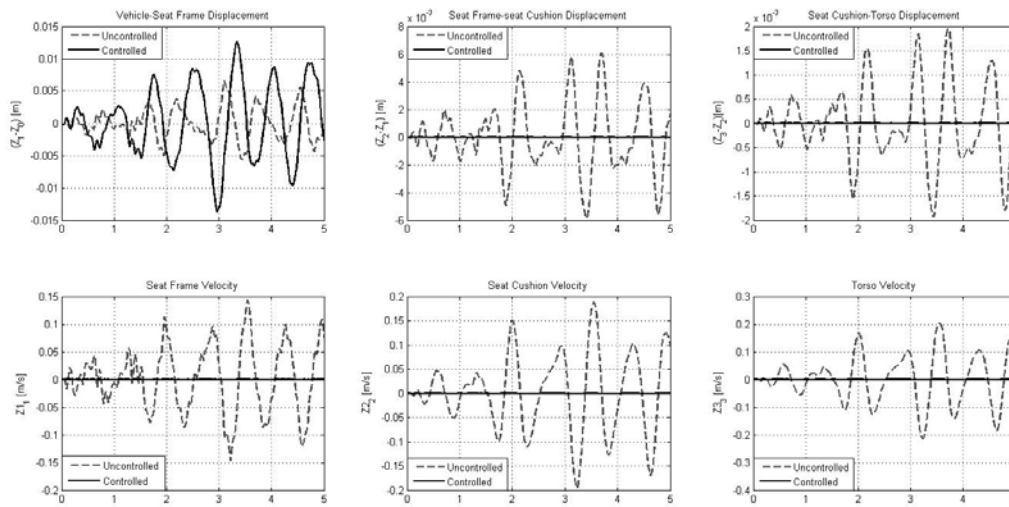 Vehicle-Seat Frame Displacement
0.015
0.01
0.005
0
-0.005
-0.01
-0.015
(Z₁-Z₀) [m]
Uncontrolled
Controlled
0 1 2 3 4 5
Seat Frame-seat Cushion Displacement
8 x 10⁻³
6
4
2
0
-2
-4
-6
(Z₂-Z₁) [m]
Uncontrolled
Controlled
0 1 2 3 4 5
Seat Cushion-Torso Displacement
2 x 10⁻³
1.5
1
0.5
0
-0.5
-1
-1.5
-2
(Z₃-Z₂)[m]
Uncontrolled
Controlled
0 1 2 3 4
Seat Frame Velocity
0.15
0.1
0.05
0
-0.05
-0.1
-0.15
-0.2
Z1₁ [m/s]
Uncontrolled
Controlled
0 1 2 3 4 5
Seat Cushion Velocity
0.2
0.15
0.1
0.05
0
-0.05
-0.1
-0.15
-0.2
Z2₂ [m/s]
Uncontrolled
Controlled
0 1 2 3 4 5
Torso Velocity
0.3
0.2
0.1
0
-0.1
-0.2
-0.3
-0.4
Z3₃ [m/s]
Uncontrolled
Controlled
0 1 2 3 4